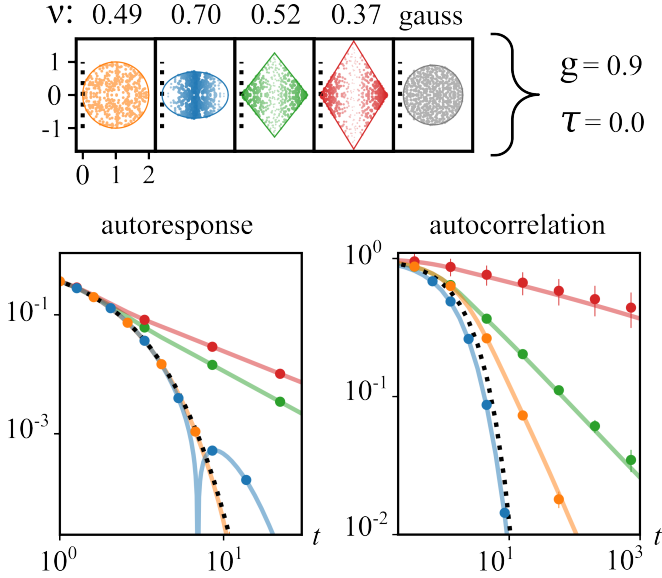 ν: 0.49 0.70 0.52 0.37 gauss
1
0
-1
0 1 2
g = 0.9
τ = 0.0
autoresponse
10^-1
10^-3
10^0 10^1 t
autocorrelation
10^0
10^-1
10^-2
10^1 10^3 t